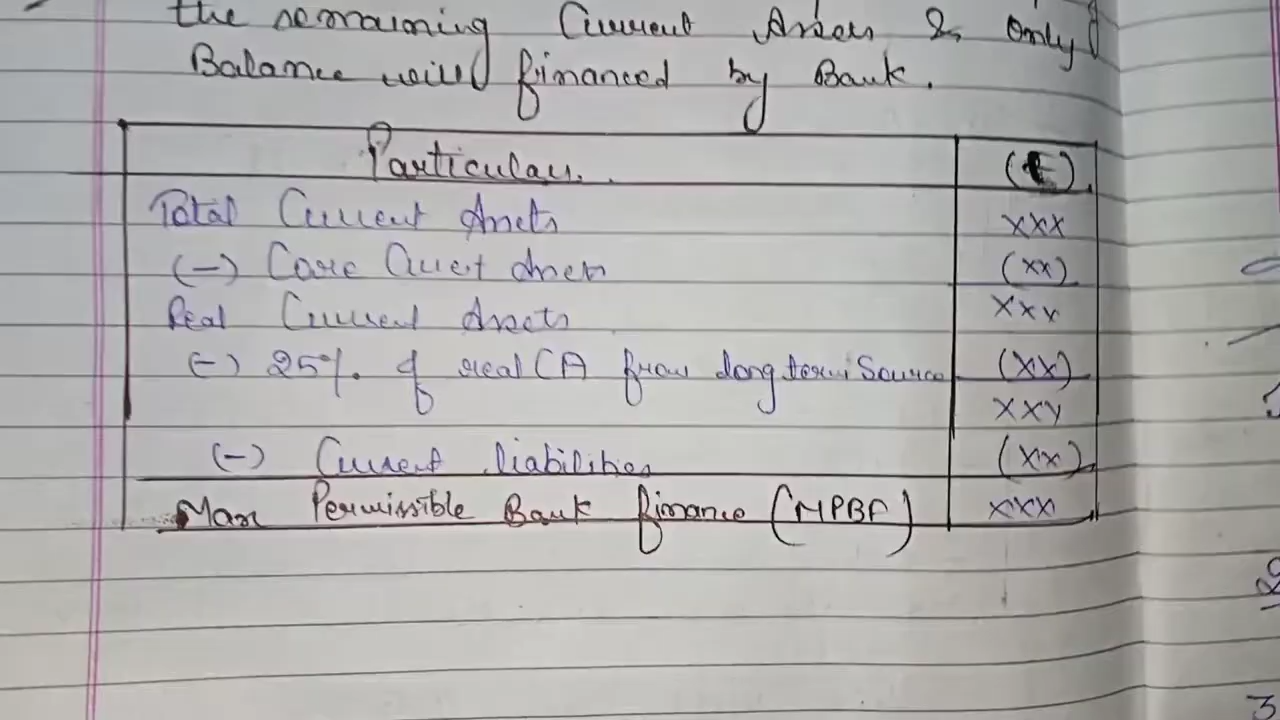 the remaining Current Assets & only
Balance will financed by Bank.
Particulars. (₹).
Total Current Assets xxx
(-) Core Current Assets (xx)
Real Current Assets xxx
(-) 25% of real CA from long term Source (xx)
xxx
(-) Current liabilities (xx)
Max Permissible Bank finance (MPBF) xxx
3